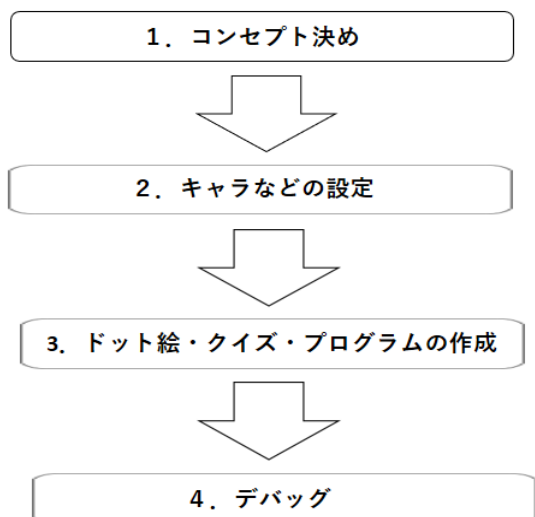 1．コンセプト決め
２．キャラなどの設定
3．ドット絵・クイズ・プログラムの作成
４．デバッグ